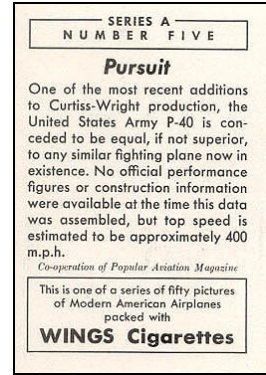 SERIES A
NUMBER FIVE
Pursuit
One of the most recent additions
to Curtiss-Wright production, the
United States Army P-40 is con-
ceded to be equal, if not superior,
to any similar fighting plane now in
existence. No official performance
figures or construction information
were available at the time this data
was assembled, but top speed is
estimated to be approximately 400
m.p.h.
Co-operation of Popular Aviation Magazine
This is one of a series of fifty pictures
of Modern American Airplanes
packed with
WINGS Cigarettes